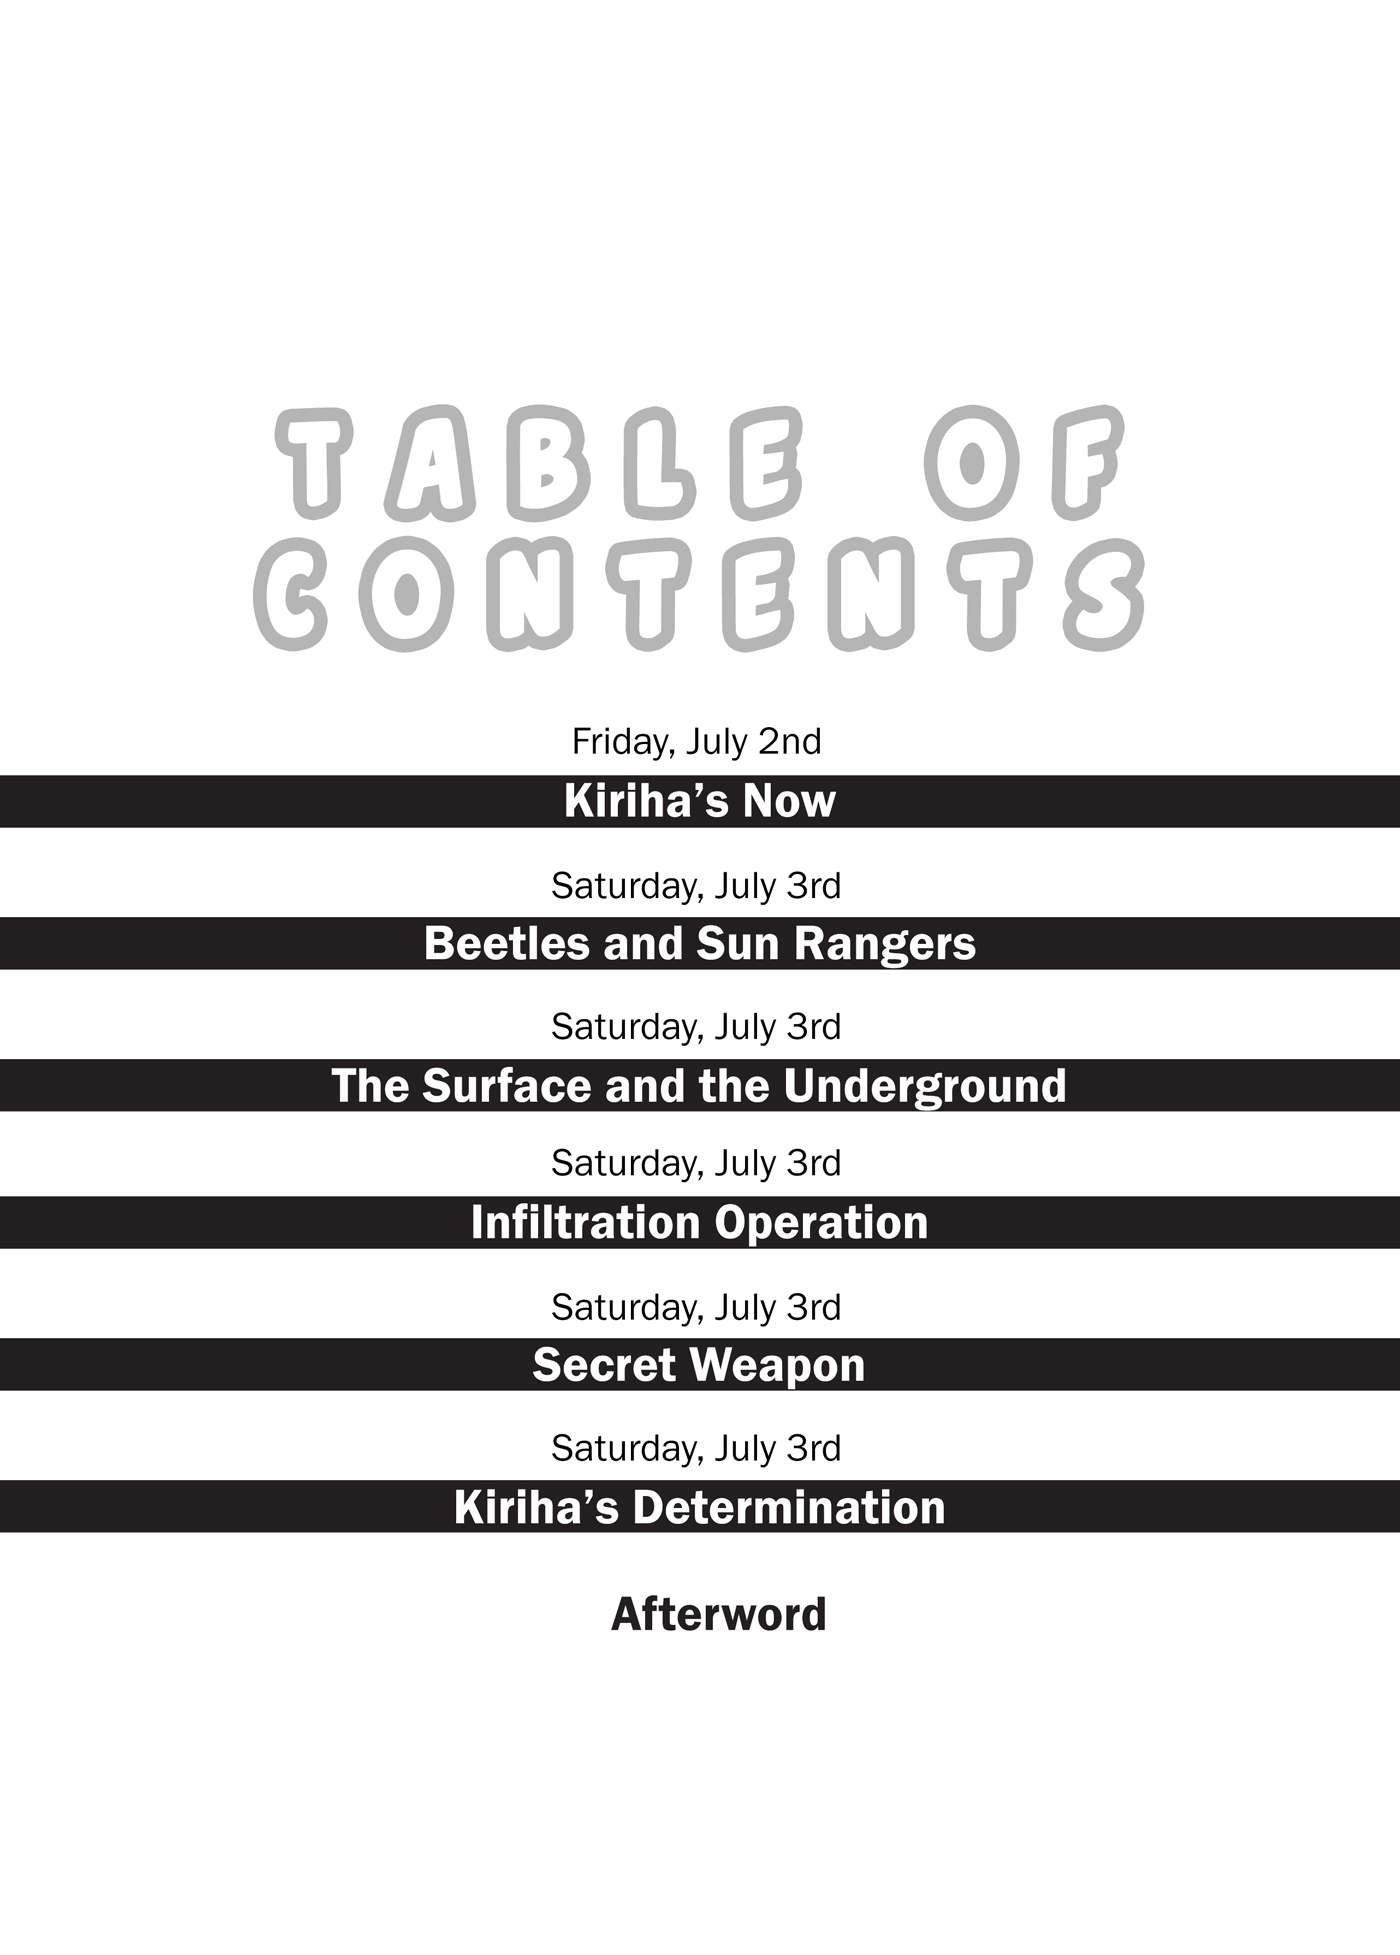 TABLE OF
CONTENTS
Friday, July 2nd
Kiriha’s Now
Saturday, July 3rd
Beetles and Sun Rangers
Saturday, July 3rd
The Surface and the Underground
Saturday, July 3rd
Infiltration Operation
Saturday, July 3rd
Secret Weapon
Saturday, July 3rd
Kiriha’s Determination
Afterword